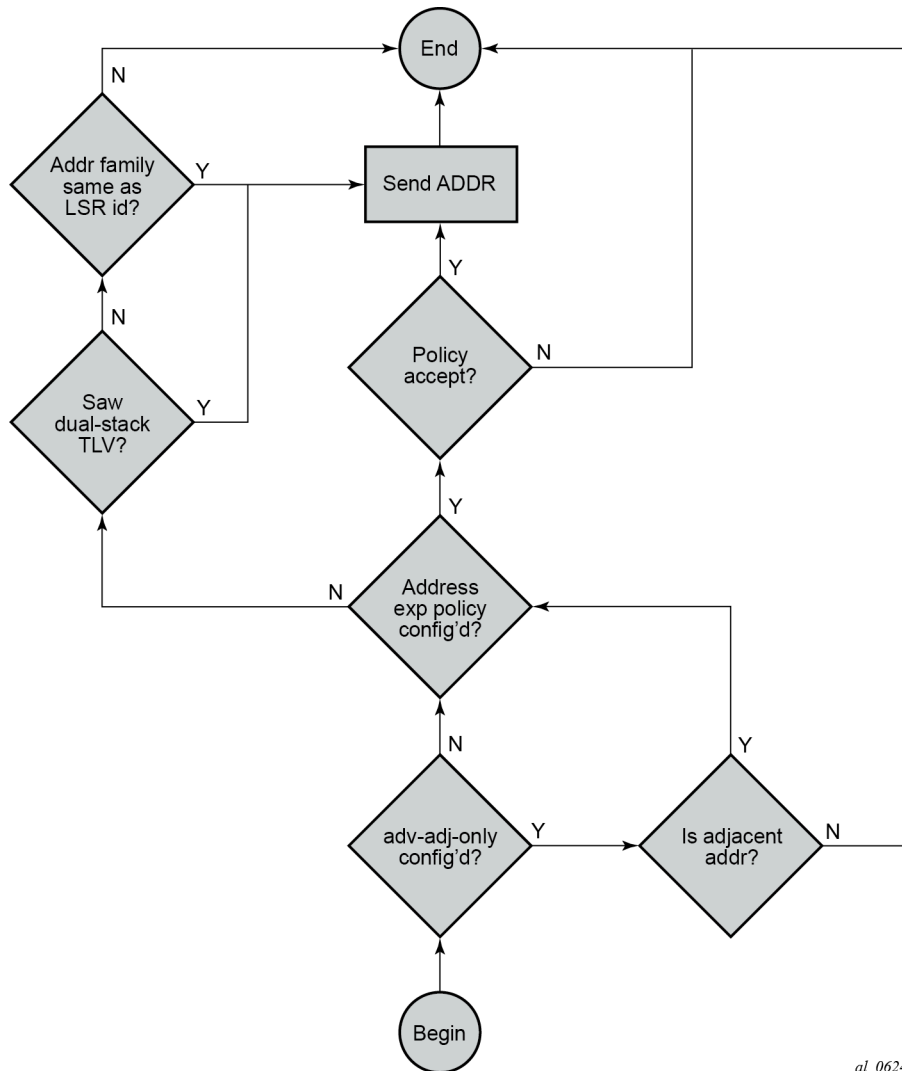 End
N
Addr family
same as
LSR id?
Y
Send ADDR
N
Y
Saw
dual-stack
TLV?
Y
Policy
accept?
N
Y
N
Address
exp policy
config’d?
N
Y
adv-adj-only
config’d?
Y
Is adjacent
addr?
N
Begin
al_0624